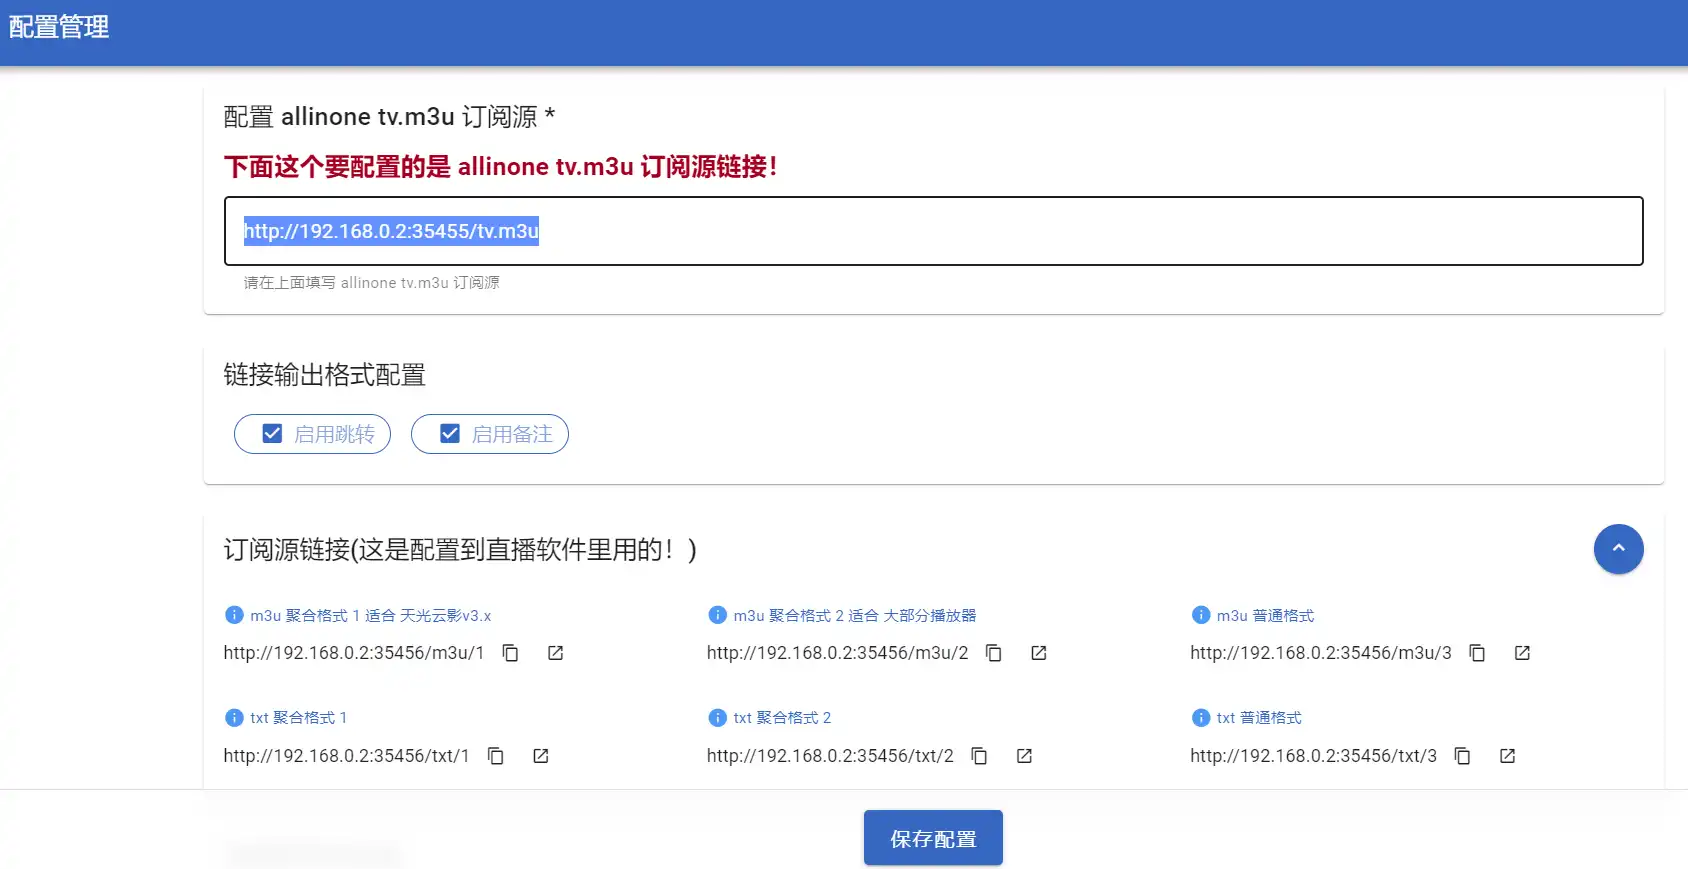 配置管理
配置 allinone tv.m3u 订阅源 *
下面这个要配置的是 allinone tv.m3u 订阅源链接！
http://192.168.0.2:35455/tv.m3u
请在上面填写 allinone tv.m3u 订阅源
链接输出格式配置
启用跳转 启用备注
订阅源链接(这是配置到直播软件里用的！)
m3u 聚合格式 1 适合 天光云影v3.x m3u 聚合格式 2 适合 大部分播放器 m3u 普通格式
http://192.168.0.2:35456/m3u/1 http://192.168.0.2:35456/m3u/2 http://192.168.0.2:35456/m3u/3
txt 聚合格式 1 txt 聚合格式 2 txt 普通格式
http://192.168.0.2:35456/txt/1 http://192.168.0.2:35456/txt/2 http://192.168.0.2:35456/txt/3
保存配置